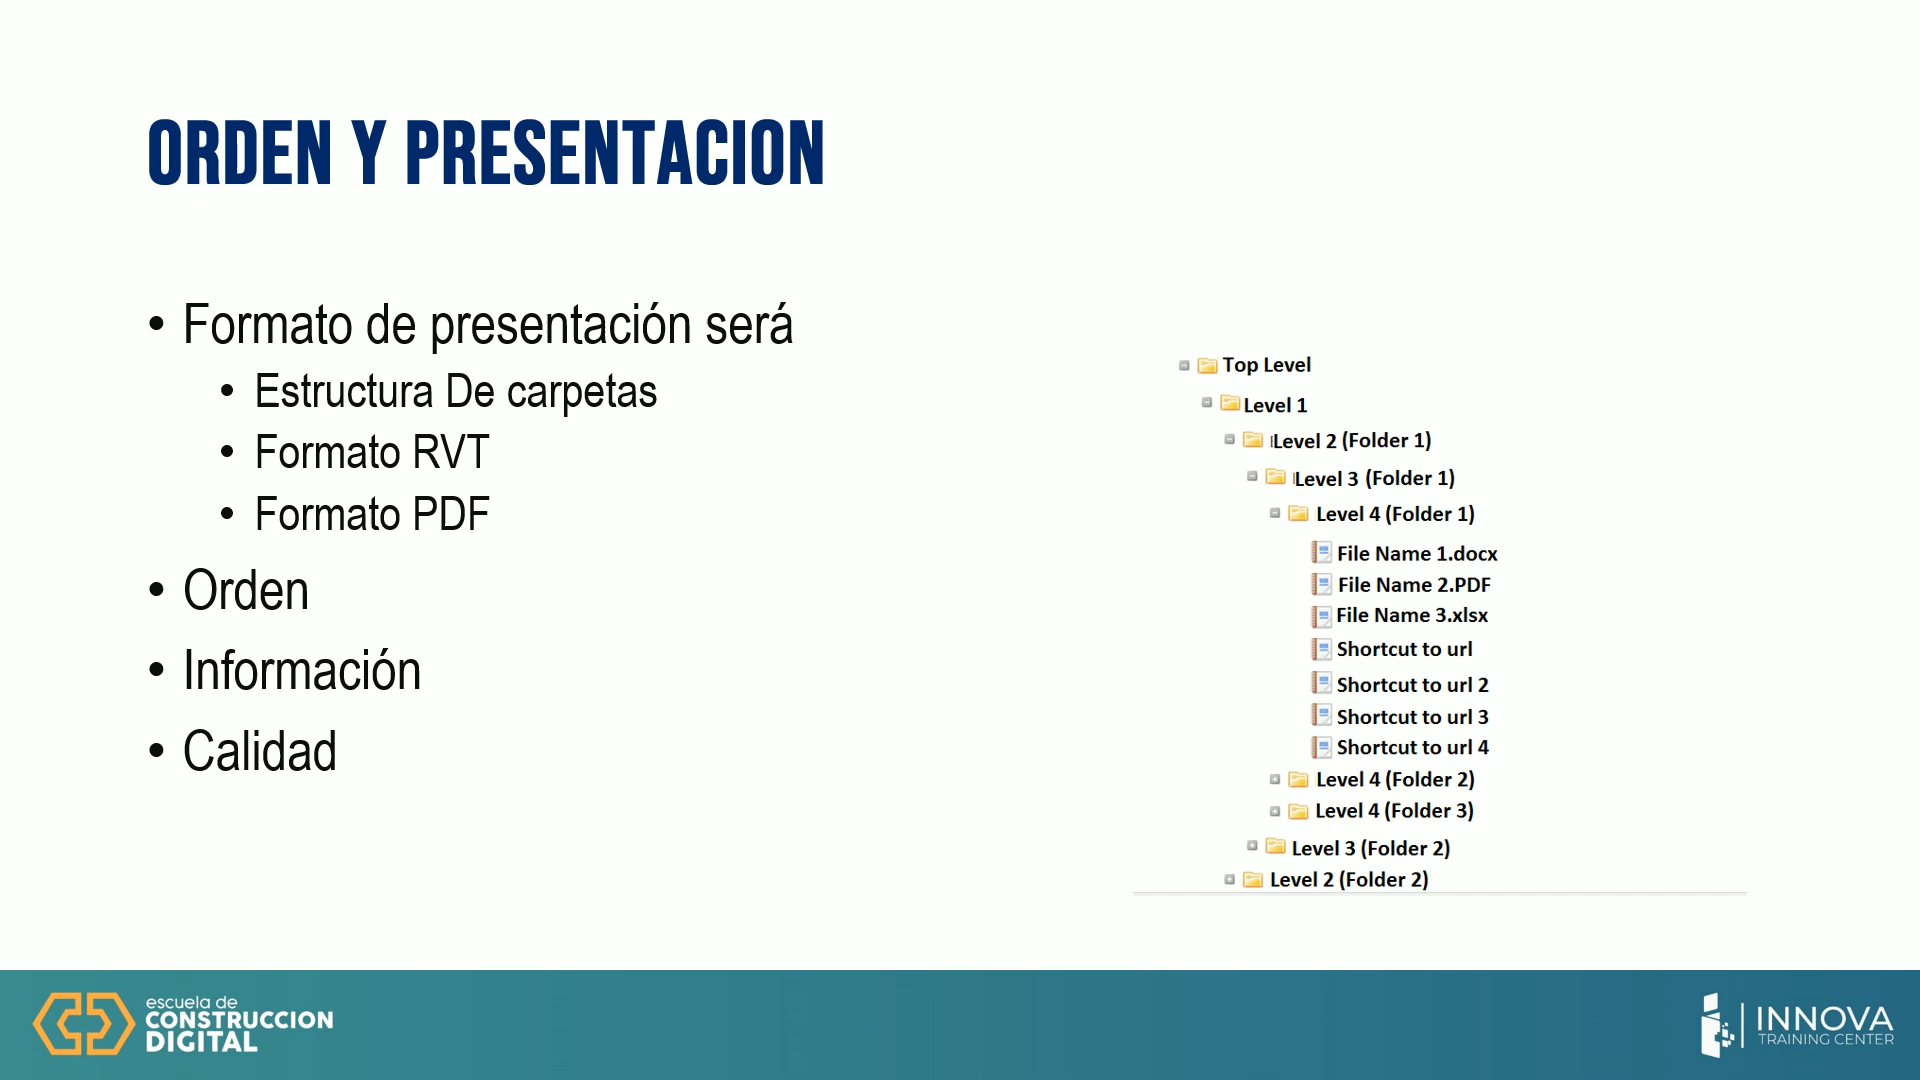 ORDEN Y PRESENTACION
• Formato de presentación será
• Estructura De carpetas
• Formato RVT
• Formato PDF
• Orden
• Información
• Calidad
Top Level
Level 1
Level 2 (Folder 1)
Level 3 (Folder 1)
Level 4 (Folder 1)
File Name 1.docx
File Name 2.PDF
File Name 3.xlsx
Shortcut to url
Shortcut to url 2
Shortcut to url 3
Shortcut to url 4
Level 4 (Folder 2)
Level 4 (Folder 3)
Level 3 (Folder 2)
Level 2 (Folder 2)
escuela de
CONSTRUCCION
DIGITAL
INNOVA
TRAINING CENTER